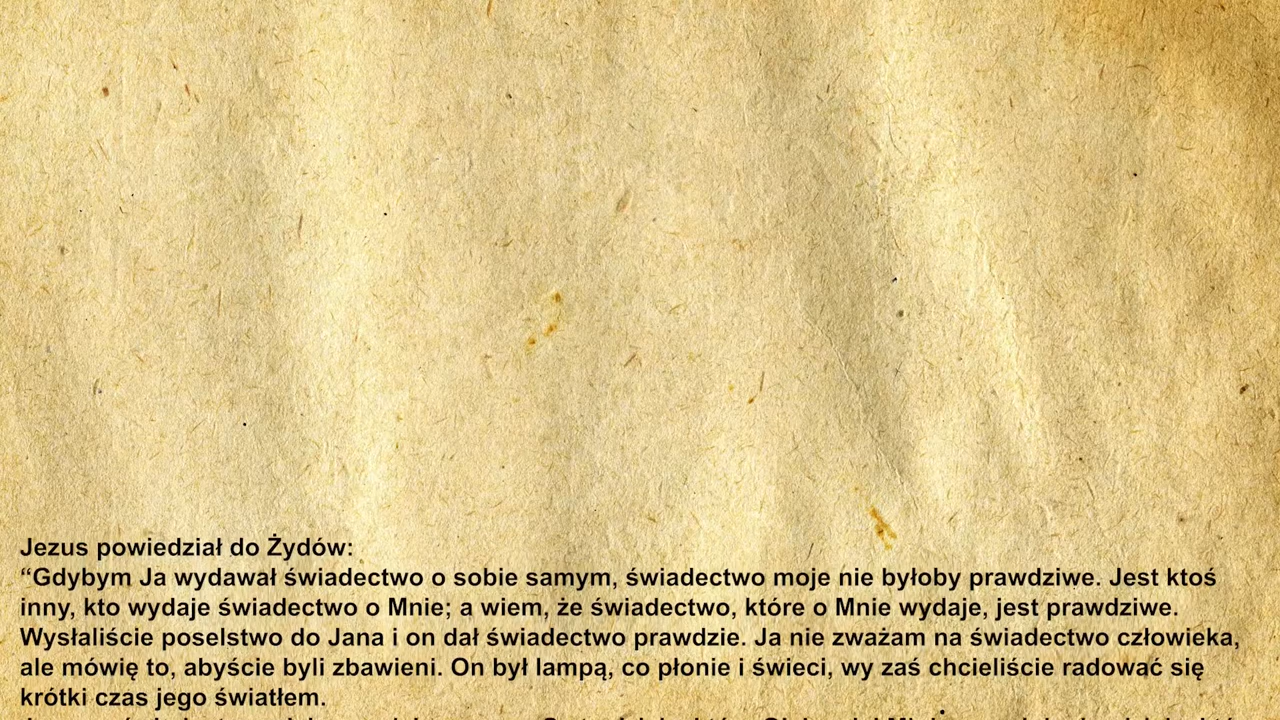 Jezus powiedział do Żydów:
“Gdybym Ja wydawał świadectwo o sobie samym, świadectwo moje nie byłoby prawdziwe. Jest ktoś
inny, kto wydaje świadectwo o Mnie; a wiem, że świadectwo, które o Mnie wydaje, jest prawdziwe.
Wysłaliście poselstwo do Jana i on dał świadectwo prawdzie. Ja nie zważam na świadectwo człowieka,
ale mówię to, abyście byli zbawieni. On był lampą, co płonie i świeci, wy zaś chcieliście radować się
krótki czas jego światłem.